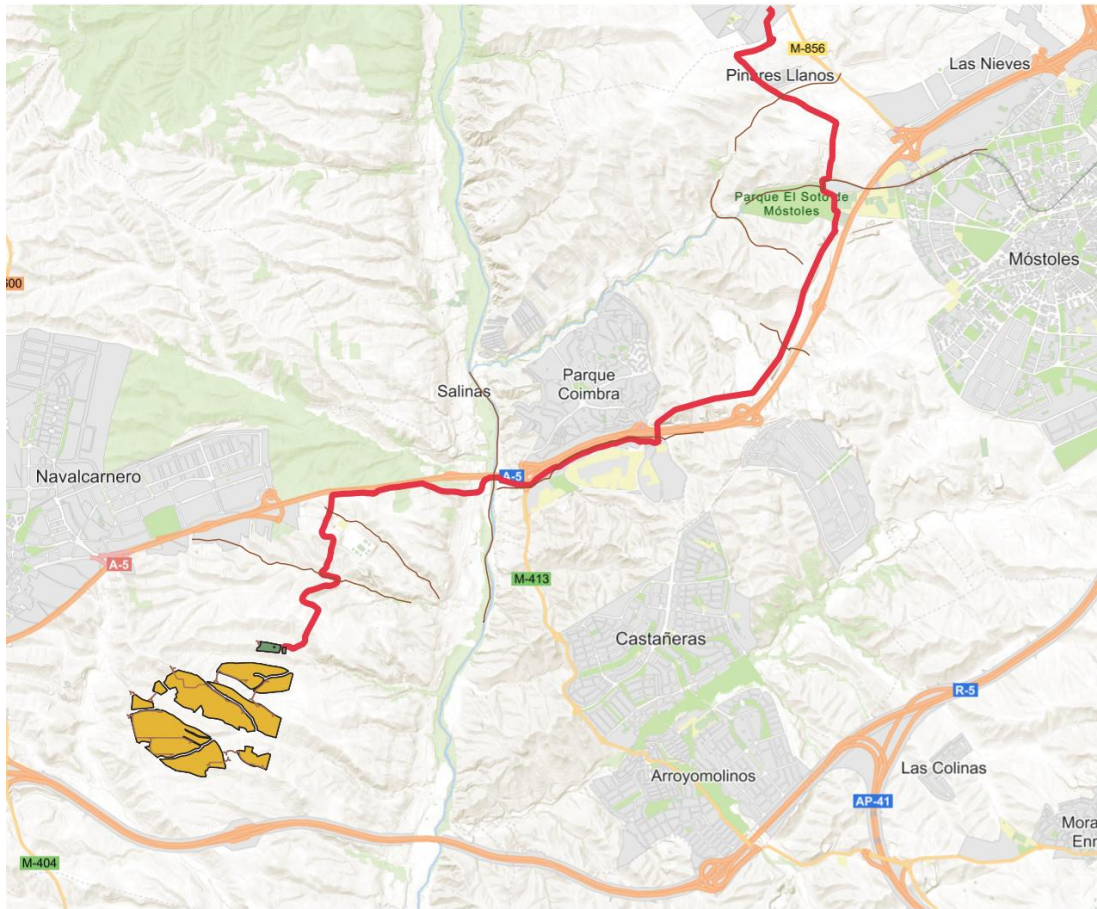 M-856
Las Nieves
Pinares Llanos
Parque El Soto de
Móstoles
Móstoles
Parque
Coimbra
Salinas
Navalcarnero
A-5
A-5
M-413
Castañeras
R-5
Arroyomolinos
Las Colinas
AP-41
Mora
M-404